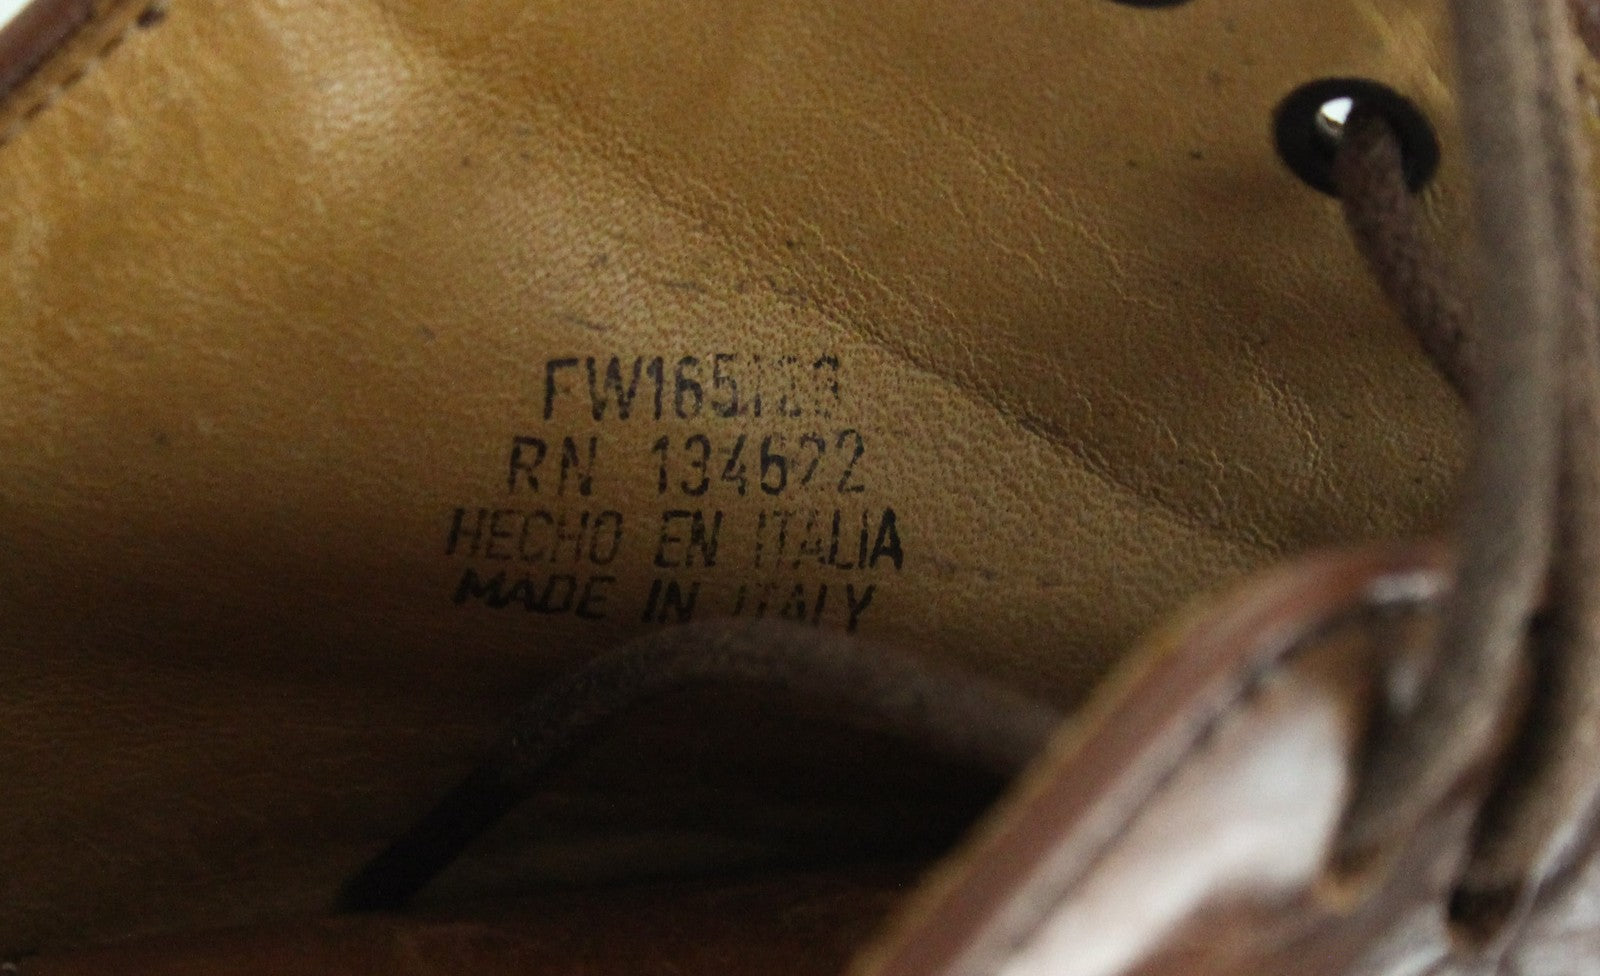 RN 134622
HECHO EN ITALIA
MADE IN ITALY